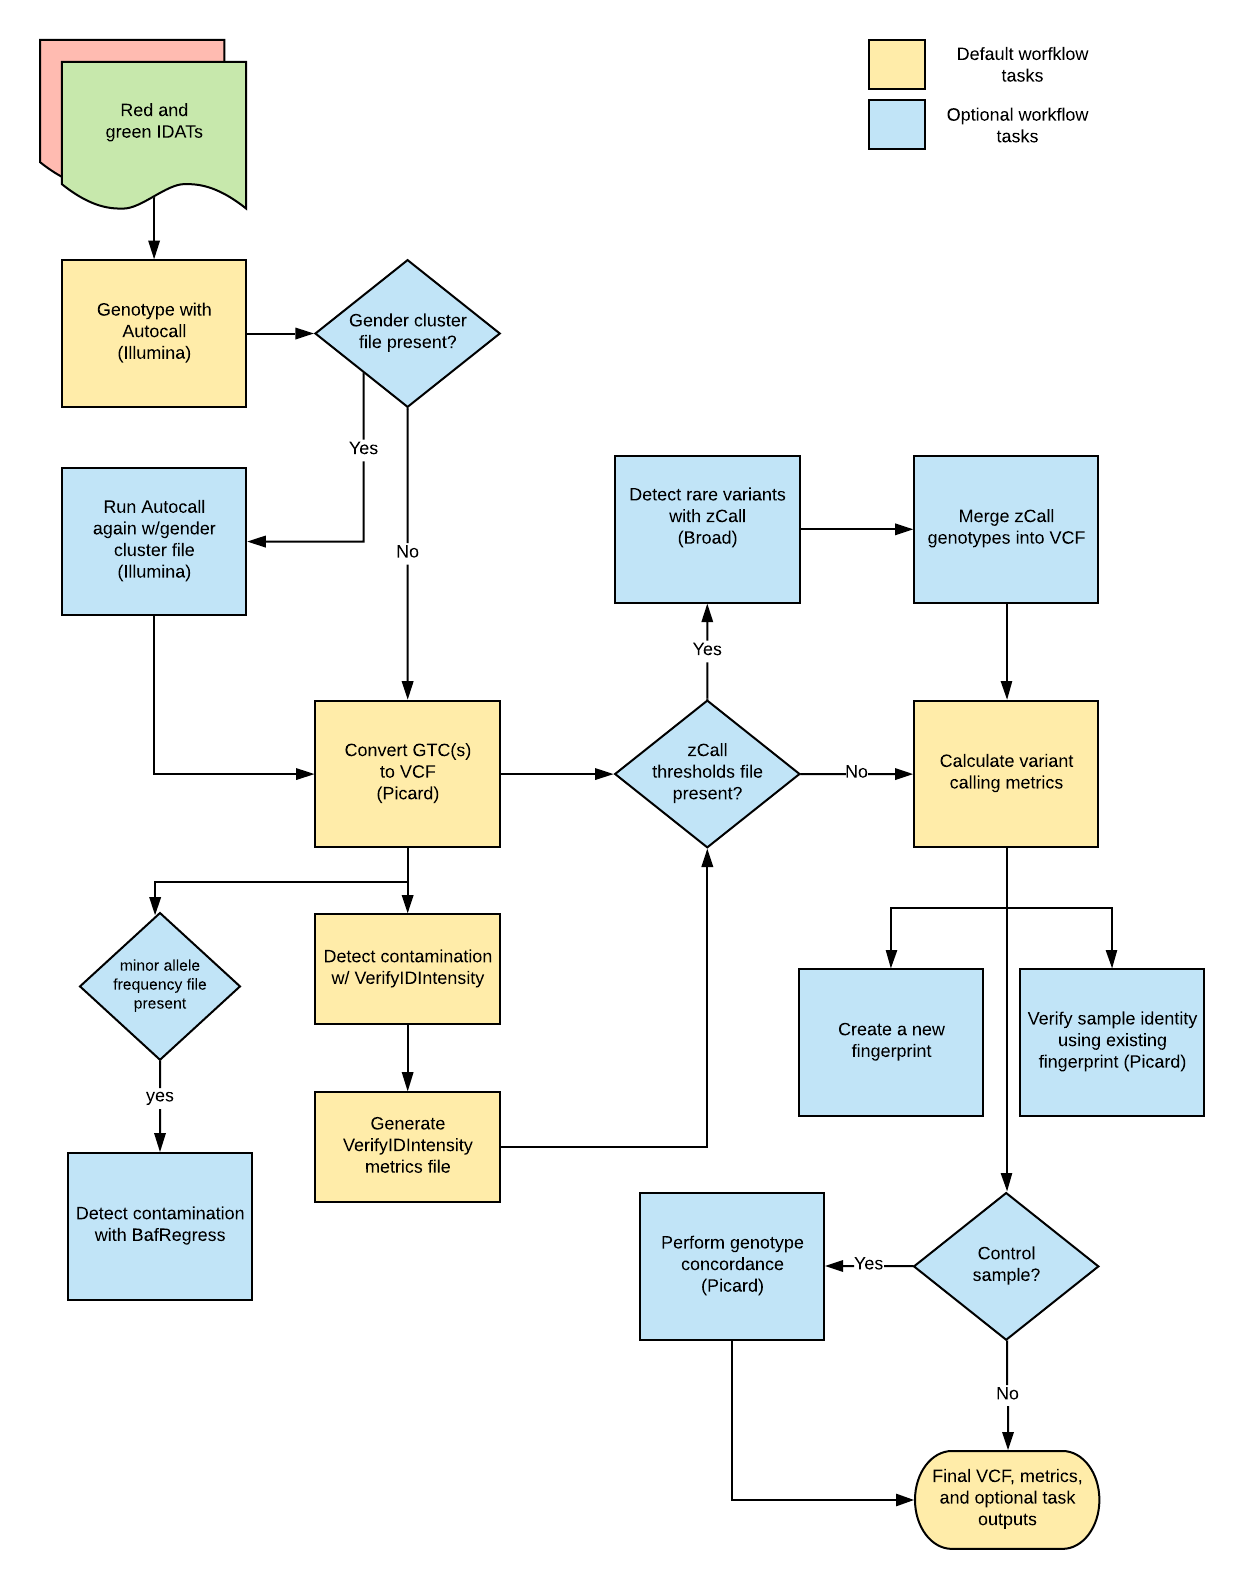 Red and
green IDATs
Default worfklow
tasks
Optional workflow
tasks
Genotype with
Autocall
(Illumina)
Gender cluster
file present?
Yes
No
Run Autocall
again w/gender
cluster file
(Illumina)
Detect rare variants
with zCall
(Broad)
Merge zCall
genotypes into VCF
Yes
Convert GTC(s)
to VCF
(Picard)
zCall
thresholds file
present?
No
Calculate variant
calling metrics
minor allele
frequency file
present
yes
Detect contamination
w/ VerifyIDIntensity
Generate
VerifyIDIntensity
metrics file
Detect contamination
with BafRegress
Create a new
fingerprint
Verify sample identity
using existing
fingerprint (Picard)
Perform genotype
concordance
(Picard)
Yes
Control
sample?
No
Final VCF, metrics,
and optional task
outputs